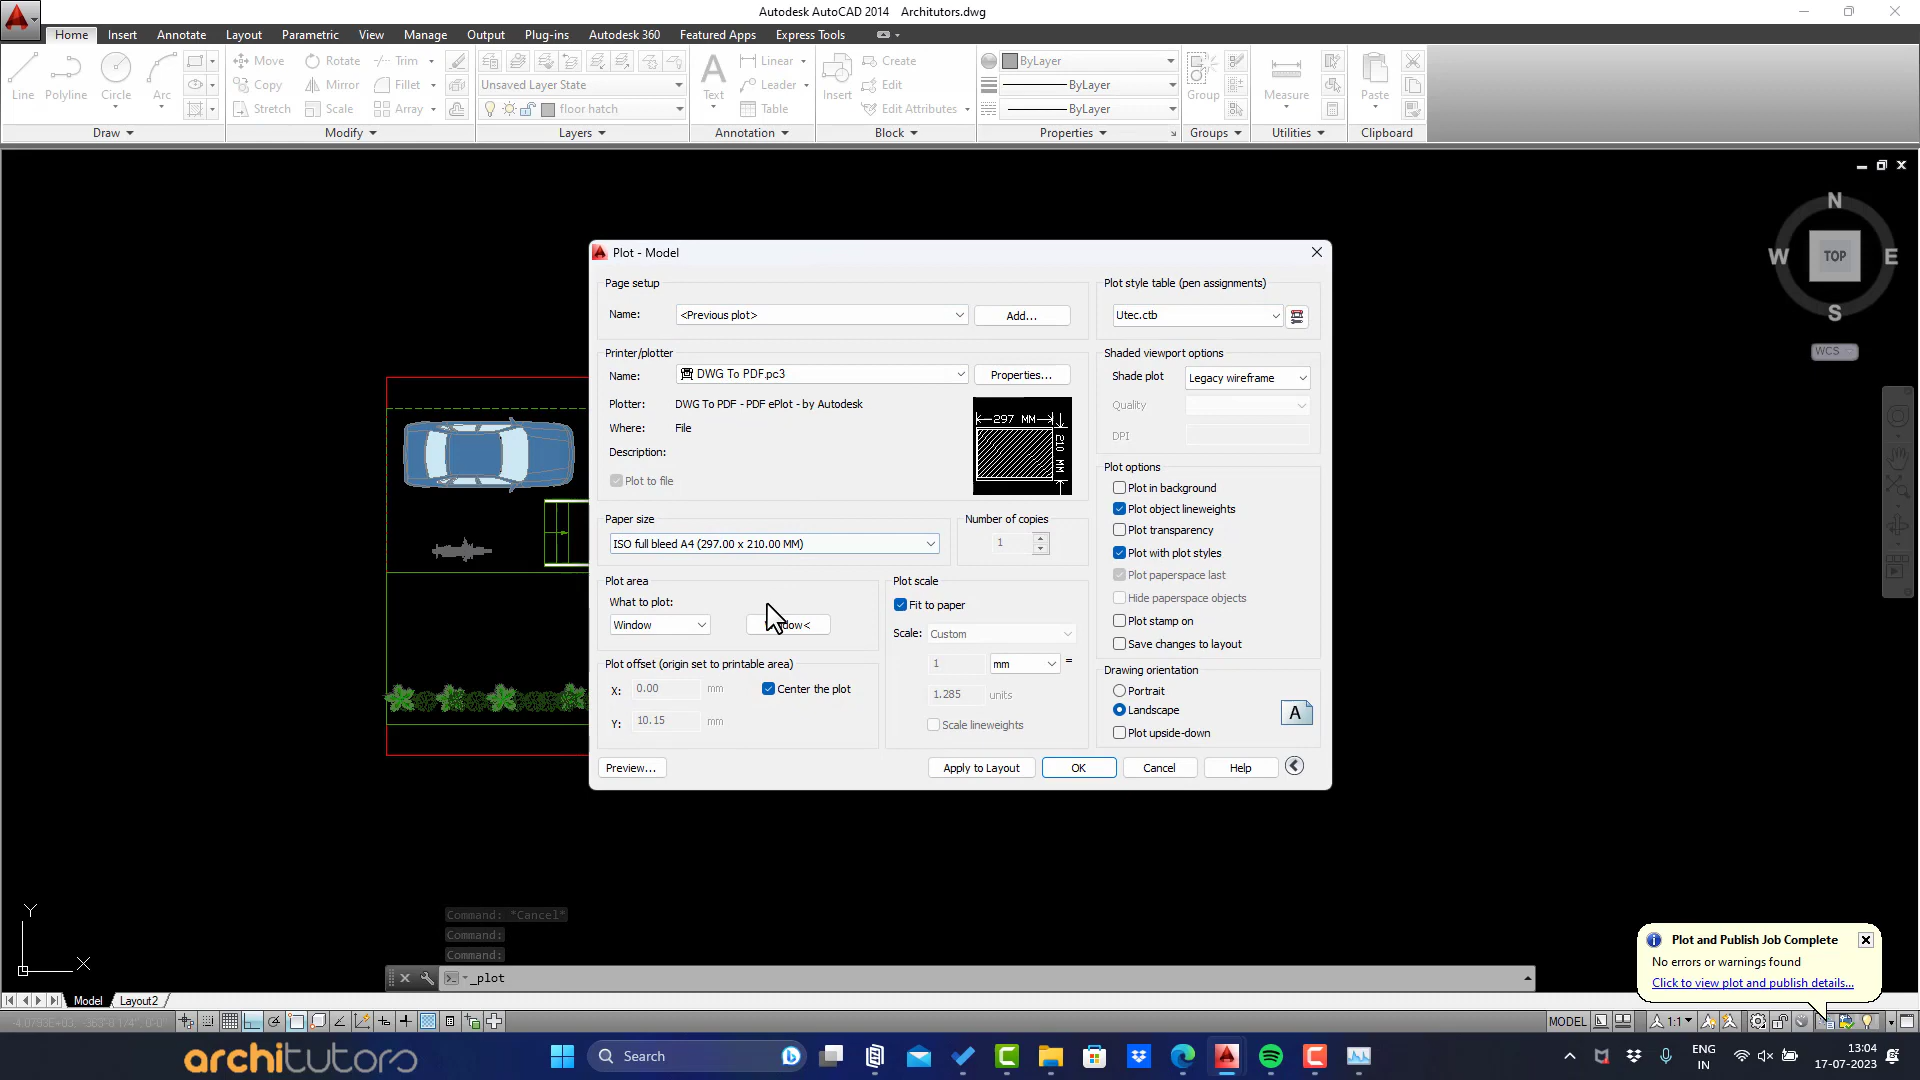 Autodesk AutoCAD 2014 Architutors.dwg
Home Insert Annotate Layout Parametric View Manage Output Plug-ins Autodesk 360 Featured Apps Express Tools
Line Polyline Circle Arc
Draw
Move Rotate Trim
Copy Mirror Fillet
Stretch Scale Array
Modify
Unsaved Layer State
floor hatch
Layers
Text Linear
Leader
Table
Annotation
Insert Create
Edit
Edit Attributes
Block
ByLayer
ByLayer
ByLayer
Properties
Group
Groups
Measure
Utilities
Paste
Clipboard
N
W TOP E
S
WCS
Plot - Model
Page setup
Name: <Previous plot> Add...
Printer/plotter
Name: DWG To PDF.pc3 Properties...
Plotter: DWG To PDF - PDF ePlot - by Autodesk
Where: File
Description:
Plot to file
297 MM
210 MM
Paper size
ISO full bleed A4 (297.00 x 210.00 MM)
Number of copies
1
Plot area
What to plot:
Window
Plot offset (origin set to printable area)
X: 0.00 mm Center the plot
Y: 10.15 mm
Plot scale
Fit to paper
Scale: Custom
1 mm =
1.285 units
Scale lineweights
Plot style table (pen assignments)
Utec.ctb
Shaded viewport options
Shade plot Legacy wireframe
Quality
DPI
Plot options
Plot in background
Plot object lineweights
Plot transparency
Plot with plot styles
Plot paperspace last
Hide paperspace objects
Plot stamp on
Save changes to layout
Drawing orientation
Portrait
Landscape
Plot upside-down
A
Preview... Apply to Layout OK Cancel Help
Y
X
Command: *Cancel*
Command:
Command:
_plot
Plot and Publish Job Complete
No errors or warnings found
Click to view plot and publish details...
Model Layout2
MODEL 1:1
architutors
Search
ENG
IN
13:04
17-07-2023